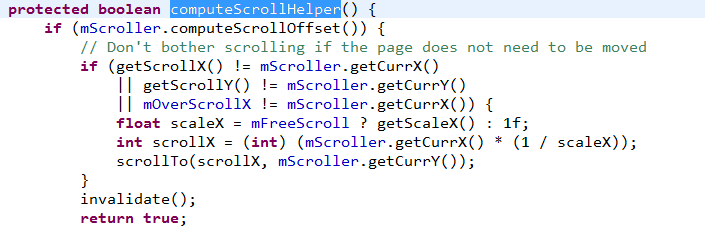 protected boolean computeScrollHelper() {
if (mScroller.computeScrollOffset()) {
// Don't bother scrolling if the page does not need to be moved
if (getScrollX() != mScroller.getCurrX()
|| getScrollY() != mScroller.getCurrY()
|| mOverScrollX != mScroller.getCurrX()) {
float scaleX = mFreeScroll ? getScaleX() : 1f;
int scrollX = (int) (mScroller.getCurrX() * (1 / scaleX));
scrollTo(scrollX, mScroller.getCurrY());
}
invalidate();
return true;